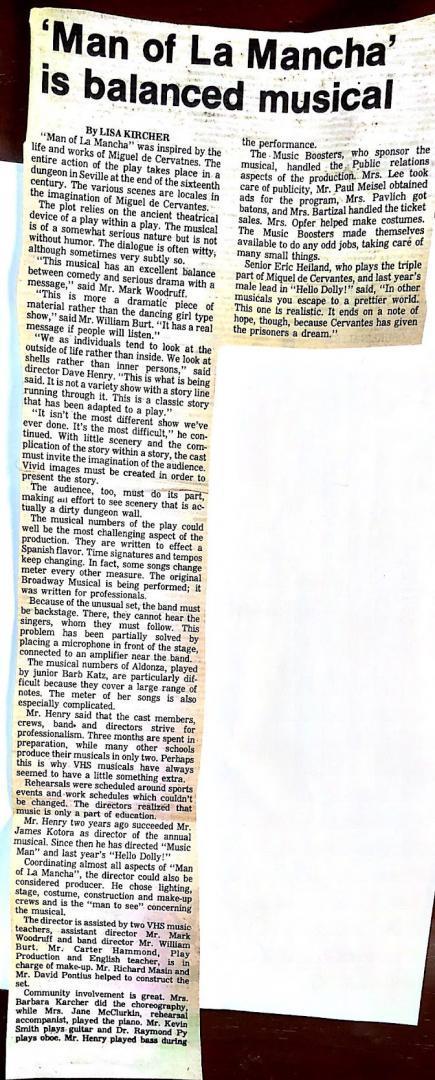 'Man of La Mancha'
is balanced musical
By LISA KIRCHER
"Man of La Mancha" was inspired by the
life and works of Miguel de Cervatnes. The
entire action of the play takes place in a
dungeon in Seville at the end of the sixteenth
century. The various scenes are locales in
the imagination of Miguel de Cervantes.
The plot relies on the ancient theatrical
device of a play within a play. The musical
is of a somewhat serious nature but is not
without humor. The dialogue is often witty,
although sometimes very subtly so.
"This musical has an excellent balance
between comedy and serious drama with a
message," said Mr. Mark Woodruff.
"This is more a dramatic piece of
material rather than the dancing girl type
show," said Mr. William Burt. "It has a real
message if people will listen."
"We as individuals tend to look at the
outside of life rather than inside. We look at
shells rather than inner persons," said
director Dave Henry. "This is what is being
said. It is not a variety show with a story line
running through it. This is a classic story
that has been adapted to a play."
"It isn't the most different show we've
ever done. It's the most difficult," he con-
tinued. With little scenery and the com-
plication of the story within a story, the cast
must invite the imagination of the audience.
Vivid images must be created in order to
present the story.
The audience, too, must do its part,
making an effort to see scenery that is ac-
tually a dirty dungeon wall.
The musical numbers of the play could
well be the most challenging aspect of the
production. They are written to effect a
Spanish flavor. Time signatures and tempos
keep changing. In fact, some songs change
meter every other measure. The original
Broadway Musical is being performed; it
was written for professionals.
Because of the unusual set, the band must
be backstage. There, they cannot hear the
singers, whom they must follow. This
problem has been partially solved by
placing a microphone in front of the stage,
connected to an amplifier near the band.
The musical numbers of Aldonza, played
by junior Barb Katz, are particularly dif-
ficult because they cover a large range of
notes. The meter of her songs is also
especially complicated.
Mr. Henry said that the cast members,
crews, band and directors strive for
professionalism. Three months are spent in
preparation, while many other schools
produce their musicals in only two. Perhaps
this is why VHS musicals have always
seemed to have a little something extra.
Rehearsals were scheduled around sports
events and work schedules which couldn't
be changed. The directors realized that
music is only a part of education.
Mr. Henry two years ago succeeded Mr.
James Kotora as director of the annual
musical. Since then he has directed "Music
Man" and last year's "Hello Dolly!"
Coordinating almost all aspects of "Man
of La Mancha", the director could also be
considered producer. He chose lighting,
stage, costume, construction and make-up
crews and is the "man to see" concerning
the musical.
The director is assisted by two VHS music
teachers, assistant director Mr. Mark
Woodruff and band director Mr. William
Burt. Mr. Carter Hammond, Play
Production and English teacher, is in
charge of make-up. Mr. Richard Masin and
Mr. David Pontius helped to construct the
set.
Community involvement is great. Mrs.
Barbara Karcher did the choreography,
while Mrs. Jane McClurkin, rehearsal
accompanist, played the piano. Mr. Kevin
Smith plays guitar and Dr. Raymond Py
plays oboe. Mr. Henry played bass during
the performance.
The Music Boosters, who sponsor the
musical, handled the Public relations
aspects of the production. Mrs. Lee took
care of publicity, Mr. Paul Meisel obtained
ads for the program, Mrs. Pavlich got
batons, and Mrs. Bartizal handled the ticket
sales. Mrs. Opfer helped make costumes.
The Music Boosters made themselves
available to do any odd jobs, taking care of
many small things.
Senior Eric Heiland, who plays the triple
part of Miquel de Cervantes, and last year's
male lead in "Hello Dolly!" said, "In other
musicals you escape to a prettier world.
This one is realistic. It ends on a note of
hope, though, because Cervantes has given
the prisoners a dream."